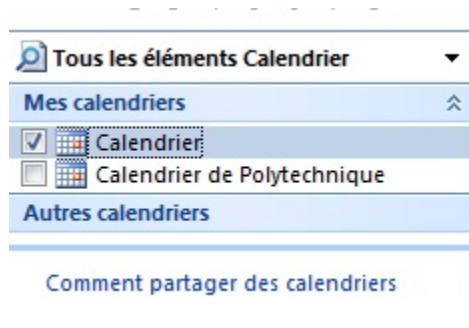 Tous les éléments Calendrier
Mes calendriers
Calendrier
Calendrier de Polytechnique
Autres calendriers
Comment partager des calendriers